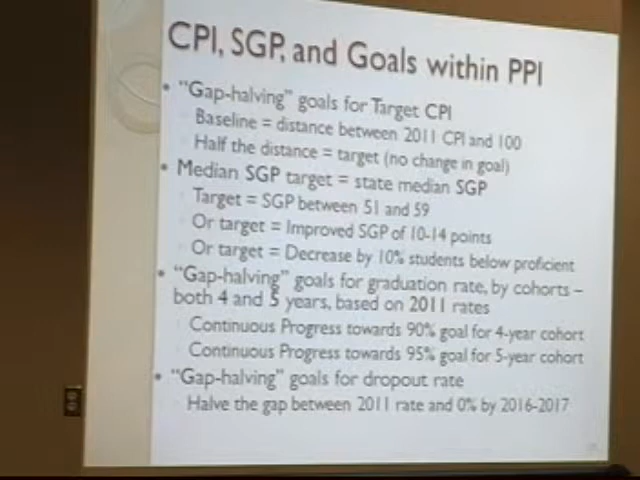 CPI, SGP, and Goals within PPI
• "Gap-halving" goals for Target CPI
Baseline = distance between 2011 CPI and 100
Half the distance = target (no change in goal)
• Median SGP target = state median SGP
Target = SGP between 51 and 59
Or target = Improved SGP of 10-14 points
Or target = Decrease by 10% students below proficient
• "Gap-halving" goals for graduation rate, by cohorts –
both 4 and 5 years, based on 2011 rates
Continuous Progress towards 90% goal for 4-year cohort
Continuous Progress towards 95% goal for 5-year cohort
• "Gap-halving" goals for dropout rate
Halve the gap between 2011 rate and 0% by 2016-2017